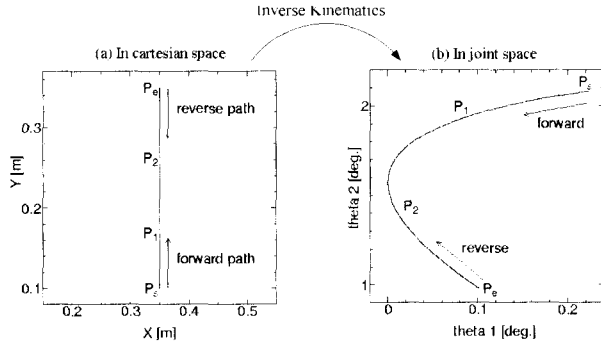 Inverse Kinematics
(a) In cartesian space
(b) In joint space
Y [m]
0.3
0.2
0.1
Pe
reverse path
P2
P1
forward path
Ps
0.2
0.3
0.4
0.5
X [m]
theta 2 [deg.]
2
1
Ps
P1
forward
P2
reverse
Pe
0
0.1
0.2
theta 1 [deg.]